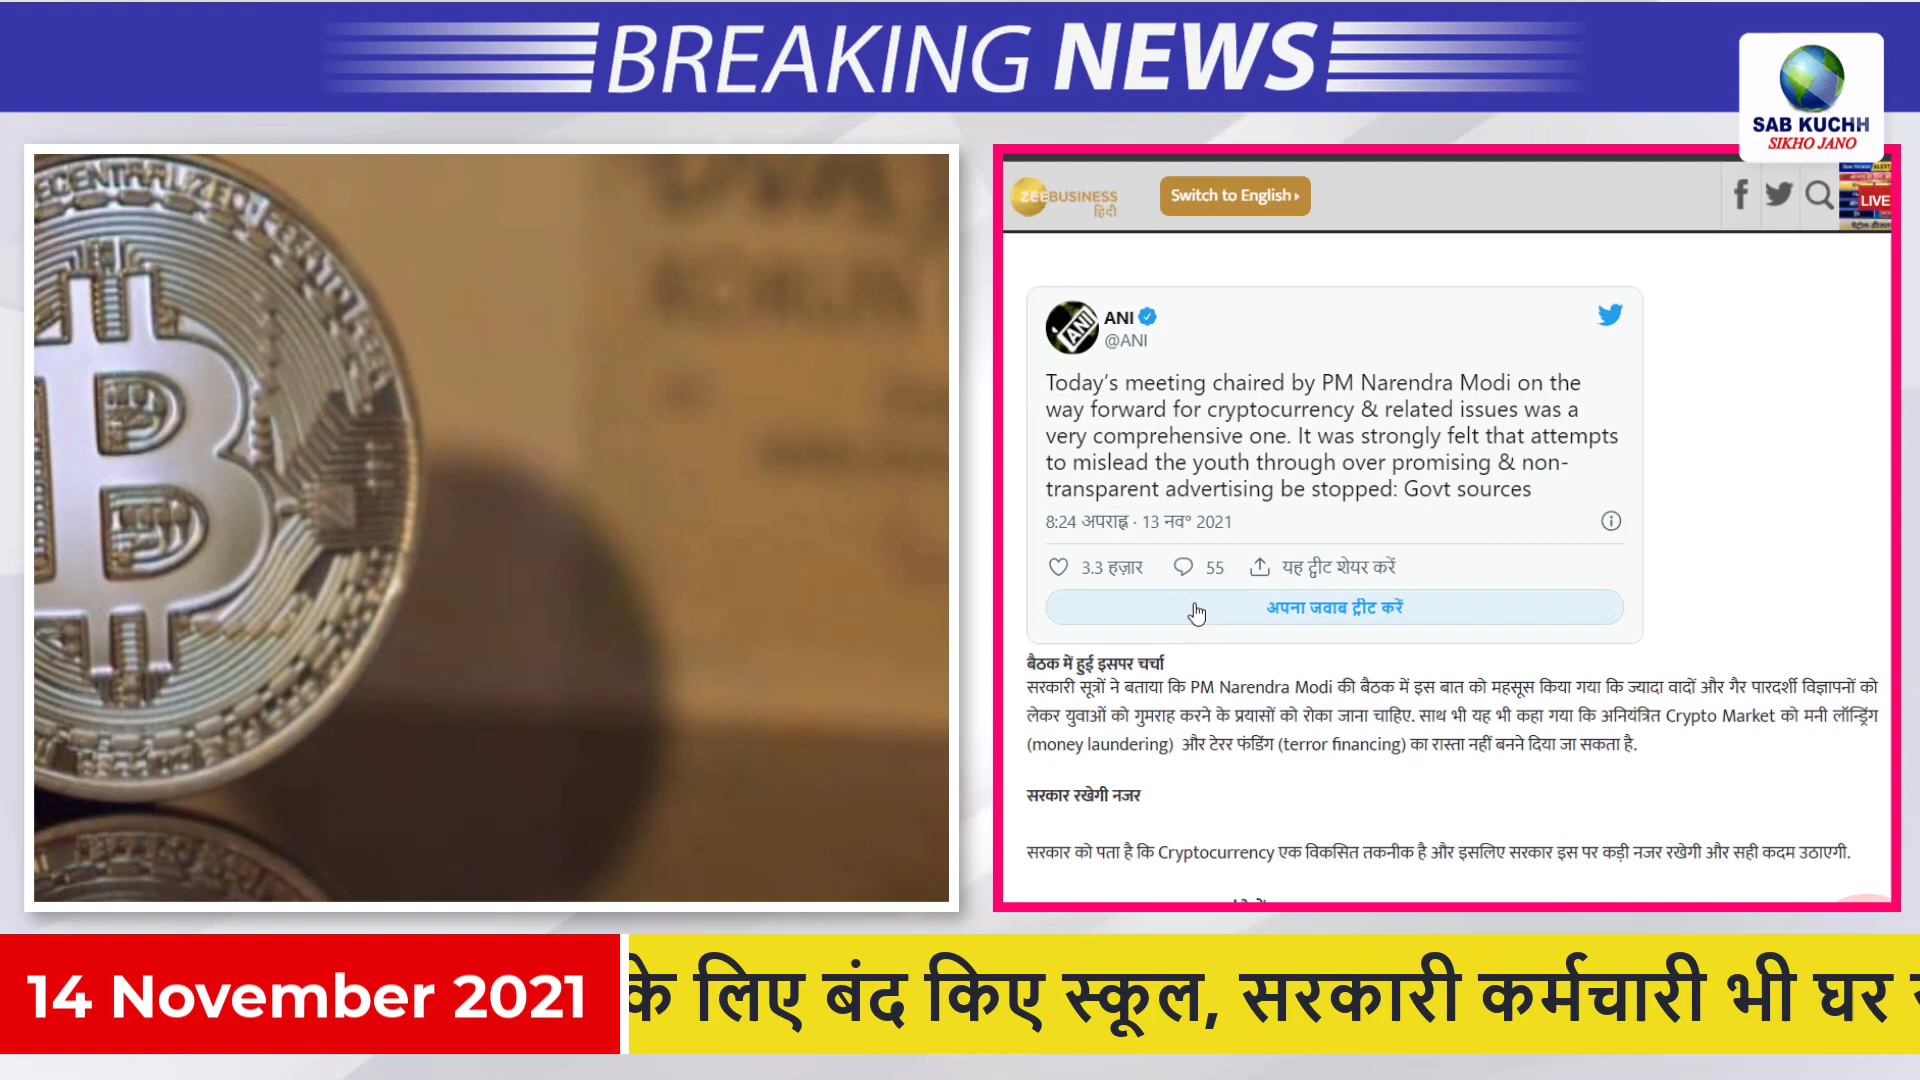 BREAKING NEWS
SAB KUCHH
SIKHO JANO
DECENTRALIZED
ZEEBUSINESS
हिंदी
Switch to English
LIVE
ANI
@ANI
Today's meeting chaired by PM Narendra Modi on the
way forward for cryptocurrency & related issues was a
very comprehensive one. It was strongly felt that attempts
to mislead the youth through over promising & non-
transparent advertising be stopped: Govt sources
8:24 अपराह्न · 13 नव॰ 2021
3.3 हज़ार
55
यह ट्वीट शेयर करें
अपना जवाब ट्वीट करें
बैठक में हुई इसपर चर्चा
सरकारी सूत्रों ने बताया कि PM Narendra Modi की बैठक में इस बात को महसूस किया गया कि ज्यादा वादों और गैर पारदर्शी विज्ञापनों को
लेकर युवाओं को गुमराह करने के प्रयासों को रोका जाना चाहिए. साथ भी यह भी कहा गया कि अनियंत्रित Crypto Market को मनी लॉन्ड्रिंग
(money laundering) और टेरर फंडिंग (terror financing) का रास्ता नहीं बनने दिया जा सकता है.
सरकार रखेगी नजर
सरकार को पता है कि Cryptocurrency एक विकसित तकनीक है और इसलिए सरकार इस पर कड़ी नजर रखेगी और सही कदम उठाएगी.
14 November 2021
के लिए बंद किए स्कूल, सरकारी कर्मचारी भी घर